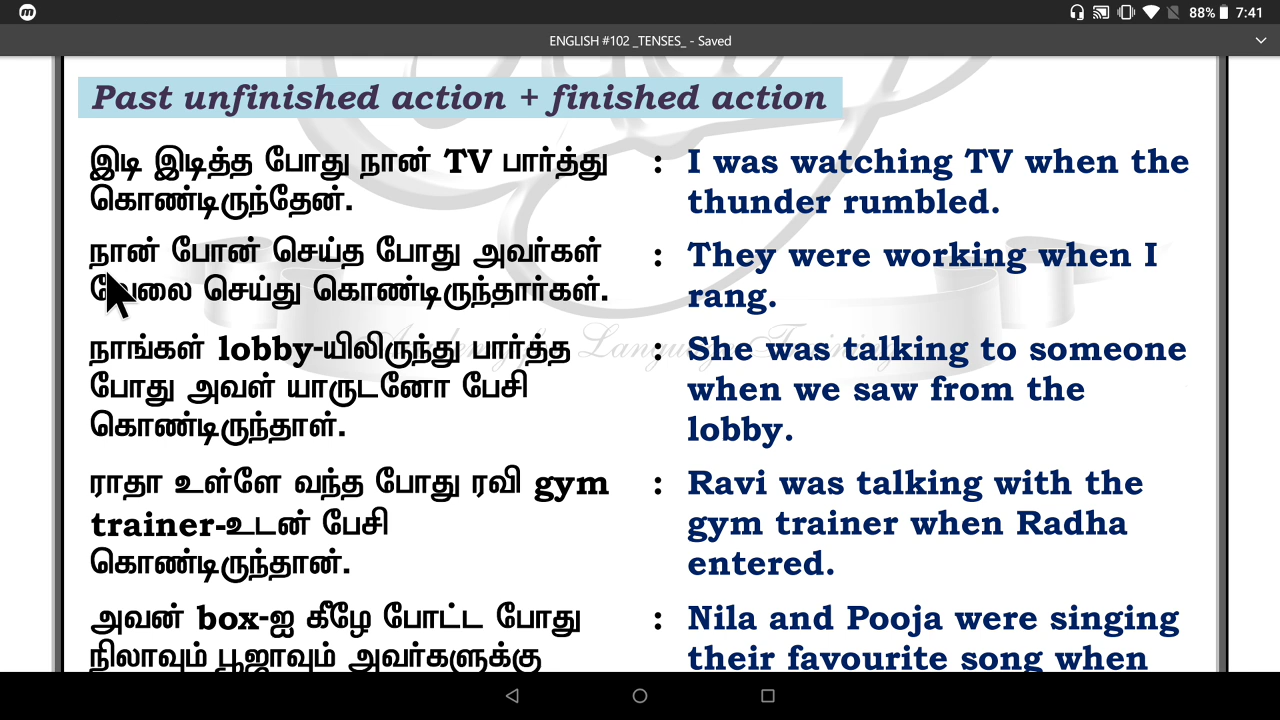 88% 7:41
ENGLISH #102 _TENSES_ - Saved
Past unfinished action + finished action
இடி இடித்த போது நான் TV பார்த்து : I was watching TV when the
கொண்டிருந்தேன். thunder rumbled.
நான் போன் செய்த போது அவர்கள் : They were working when I
வேலை செய்து கொண்டிருந்தார்கள். rang.
நாங்கள் lobby-யிலிருந்து பார்த்த : She was talking to someone
போது அவள் யாருடனோ பேசி when we saw from the
கொண்டிருந்தாள். lobby.
ராதா உள்ளே வந்த போது ரவி gym : Ravi was talking with the
trainer-உடன் பேசி gym trainer when Radha
கொண்டிருந்தான். entered.
அவன் box-ஐ கீழே போட்ட போது : Nila and Pooja were singing
நிலாவும் பூஜாவும் அவர்களுக்கு their favourite song when